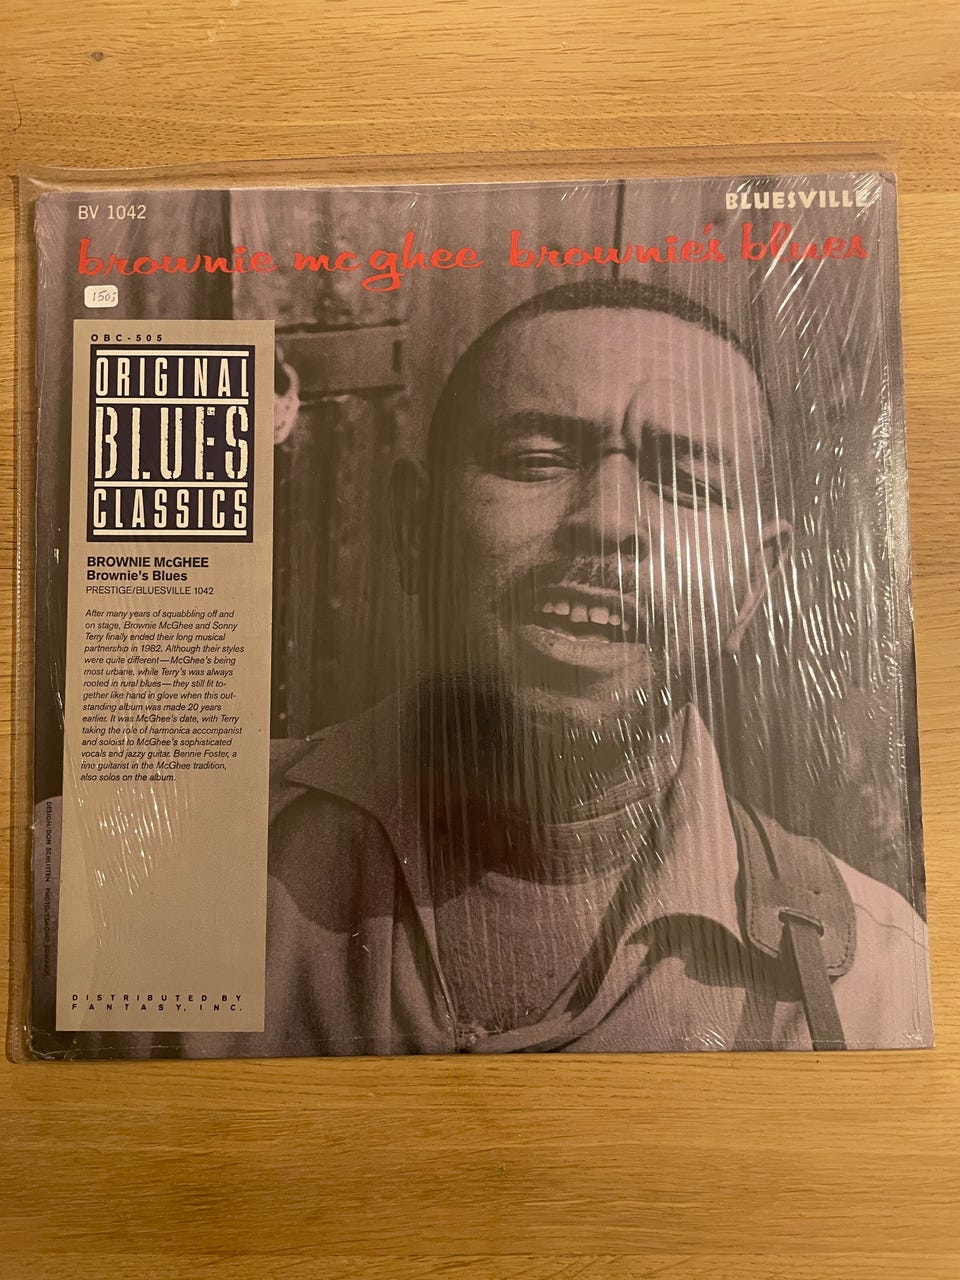 BV 1042
BLUESVILLE
brownie mcghee brownie's blues
150:
OBC-505
ORIGINAL
BLUES
CLASSICS
BROWNIE McGHEE
Brownie's Blues
PRESTIGE/BLUESVILLE 1042
After many years of squabbling off and
on stage, Brownie McGhee and Sonny
Terry finally ended their long musical
partnership in 1982. Although their styles
were quite different—McGhee's being
most urbane, while Terry's was always
rooted in rural blues—they still fit to-
gether like hand in glove when this out-
standing album was made 20 years
earlier. It was McGhee's date, with Terry
taking the role of harmonica accompanist
and soloist to McGhee's sophisticated
vocals and jazzy guitar. Bennie Foster, a
fine guitarist in the McGhee tradition,
also solos on the album.
DESIGN/DON SCHLITTEN PHOTO/ESMOND EDWARDS
DISTRIBUTED BY
FANTASY, INC.